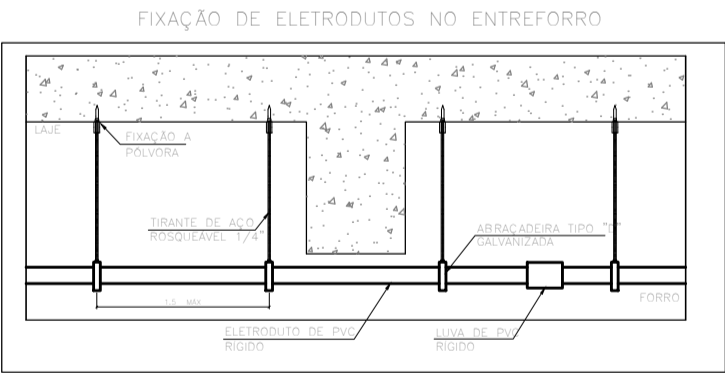 FIXAÇÃO DE ELETRODUTOS NO ENTREFORRO
LAJE
FIXAÇÃO A
PÓLVORA
TIRANTE DE AÇO
ROSQUEÁVEL 1/4"
ABRAÇADEIRA TIPO "D"
GALVANIZADA
1.5 MAX
FORRO
ELETRODUTO DE PVC
RÍGIDO
LUVA DE PVC
RÍGIDO